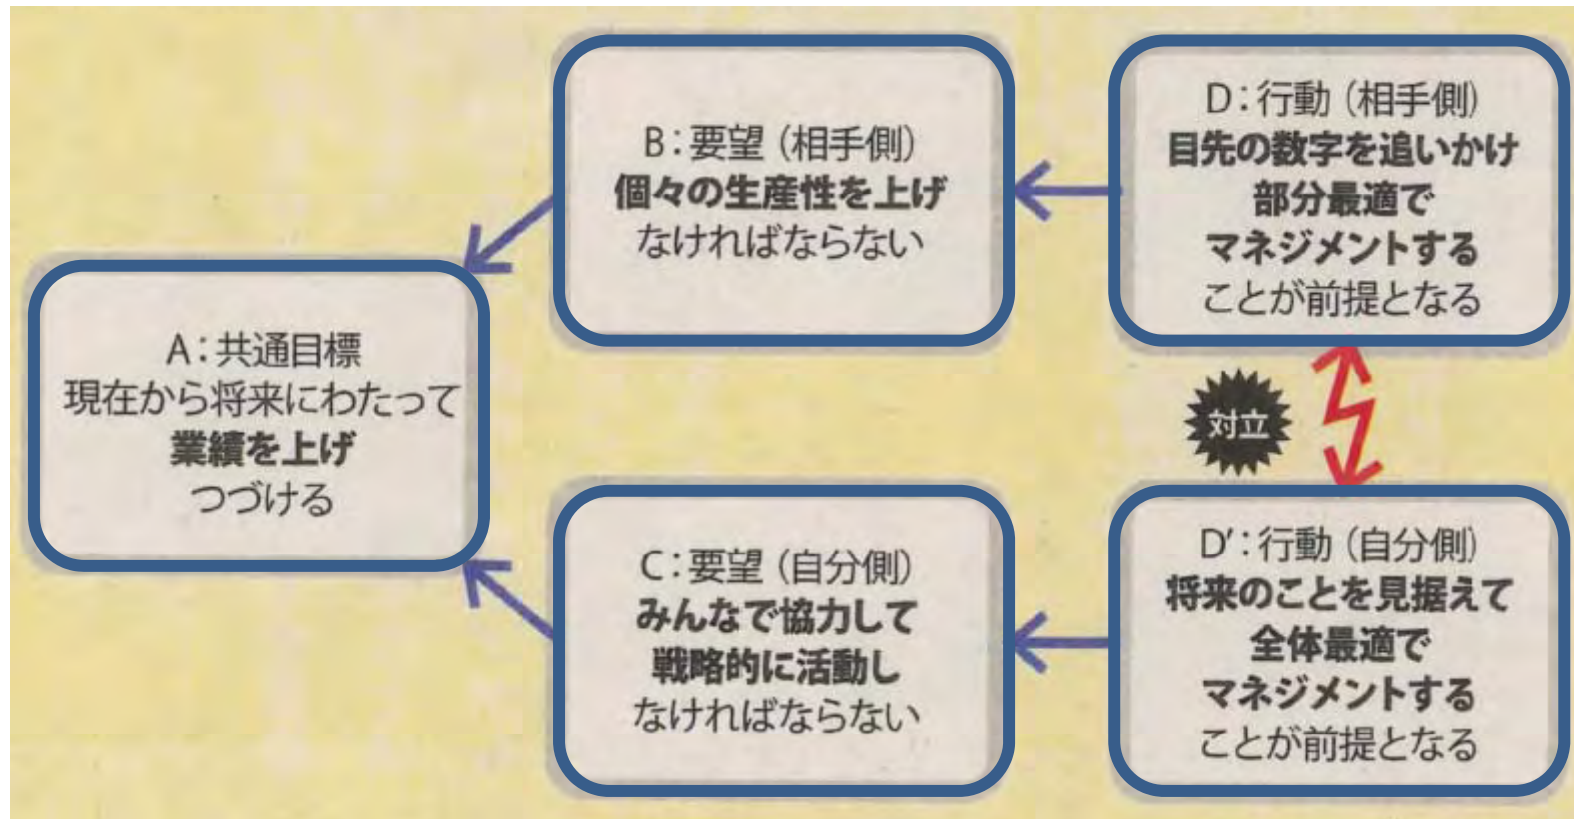 A：共通目標
現在から将来にわたって
業績を上げ
つづける
B：要望（相手側）
個々の生産性を上げ
なければならない
D：行動（相手側）
目先の数字を追いかけ
部分最適で
マネジメントする
ことが前提となる
対立
C：要望（自分側）
みんなで協力して
戦略的に活動し
なければならない
D′：行動（自分側）
将来のことを見据えて
全体最適で
マネジメントする
ことが前提となる